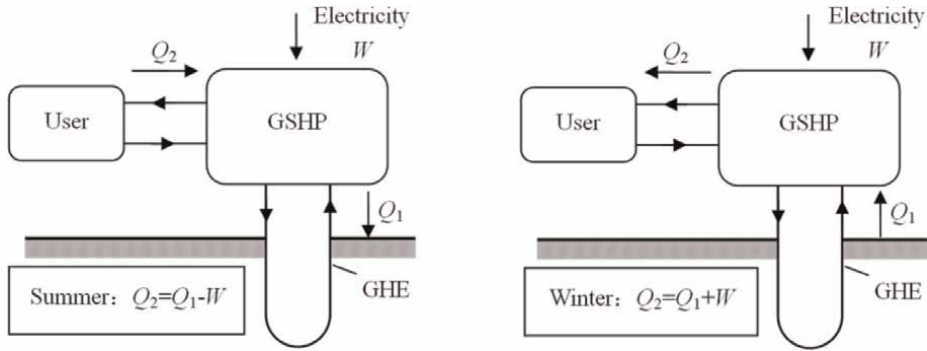 Electricity
W
Q2
User
GSHP
Q1
GHE
Summer: Q2=Q1-W
Electricity
W
Q2
User
GSHP
Q1
GHE
Winter: Q2=Q1+W